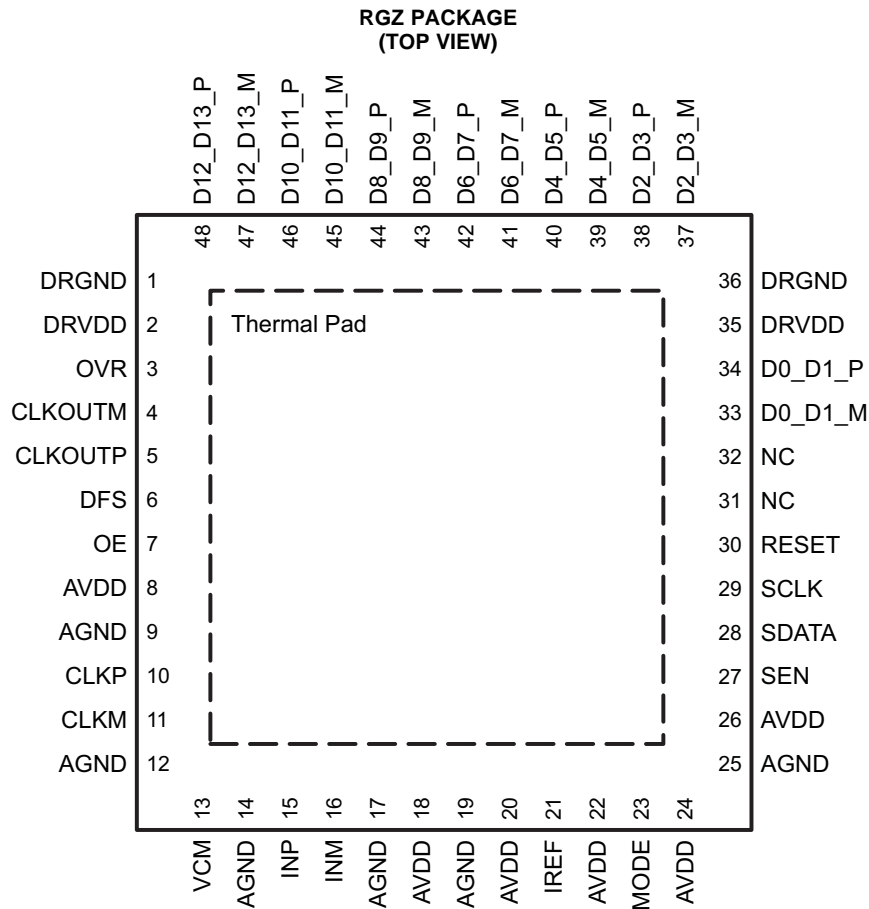 RGZ PACKAGE
(TOP VIEW)
D12_D13_P
D12_D13_M
D10_D11_P
D10_D11_M
D8_D9_P
D8_D9_M
D6_D7_P
D6_D7_M
D4_D5_P
D4_D5_M
D2_D3_P
D2_D3_M
48 47 46 45 44 43 42 41 40 39 38 37
DRGND 1
DRVDD 2
OVR 3
CLKOUTM 4
CLKOUTP 5
DFS 6
OE 7
AVDD 8
AGND 9
CLKP 10
CLKM 11
AGND 12
Thermal Pad
36 DRGND
35 DRVDD
34 D0_D1_P
33 D0_D1_M
32 NC
31 NC
30 RESET
29 SCLK
28 SDATA
27 SEN
26 AVDD
25 AGND
13 14 15 16 17 18 19 20 21 22 23 24
VCM
AGND
INP
INM
AGND
AVDD
AGND
AVDD
IREF
AVDD
MODE
AVDD